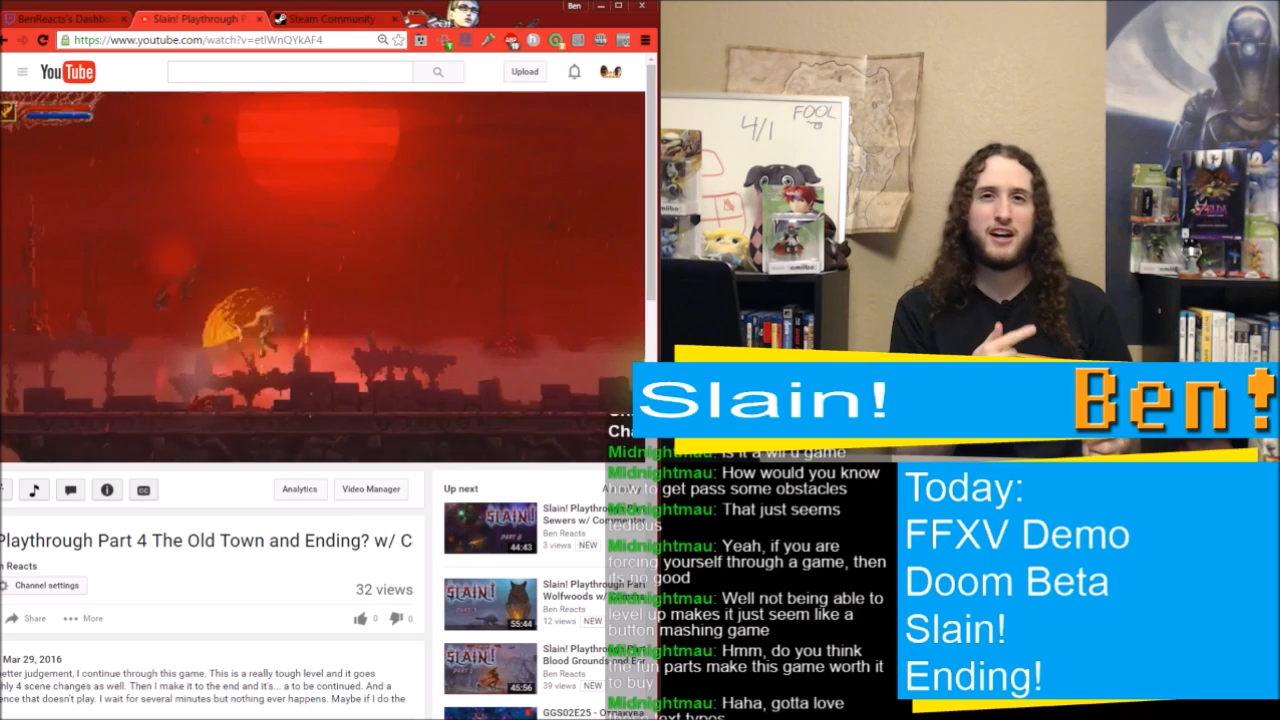 BenReacts's Dashbo
Slain! Playthrough P
Steam Community
Ben
https://www.youtube.com/watch?v=etlWnQYkAF4
YouTube
Upload
4/1
FOOL
amiibo
ZELDA
Slain!
Ben!
Analytics
Video Manager
Up next
Playthrough Part 4 The Old Town and Ending? w/ C
n Reacts
Channel settings
32 views
Share
More
0
0
Mar 29, 2016
etter judgement, I continue through this game. This is a really tough level and it goes
hly 4 scene changes as well. Then I make it to the end and it's... a to be continued. And a
ence that doesn't play. I wait for several minutes but nothing ever happens. Maybe if I do the
SLAIN!
44:43
Slain! Playthrough Part
Sewers w/ Commentar
Ben Reacts
3 views NEW
SLAIN!
55:44
Slain! Playthrough Part
Wolfwoods w/
Ben Reacts
12 views NEW
SLAIN!
45:56
Slain! Playthrough Part
Blood Grounds and
Ben Reacts
39 views NEW
GGS02E25 -
Cha
Midnightmau: Is it a wii u game
Midnightmau: How would you know
how to get pass some obstacles
Midnightmau: That just seems
tedious
Midnightmau: Yeah, if you are
forcing yourself through a game, then
its no good
Midnightmau: Well not being able to
level up makes it just seem like a
button mashing game
Midnightmau: Hmm, do you think
the fun parts make this game worth it
to buy
Midnightmau: Haha, gotta love
Today:
FFXV Demo
Doom Beta
Slain!
Ending!